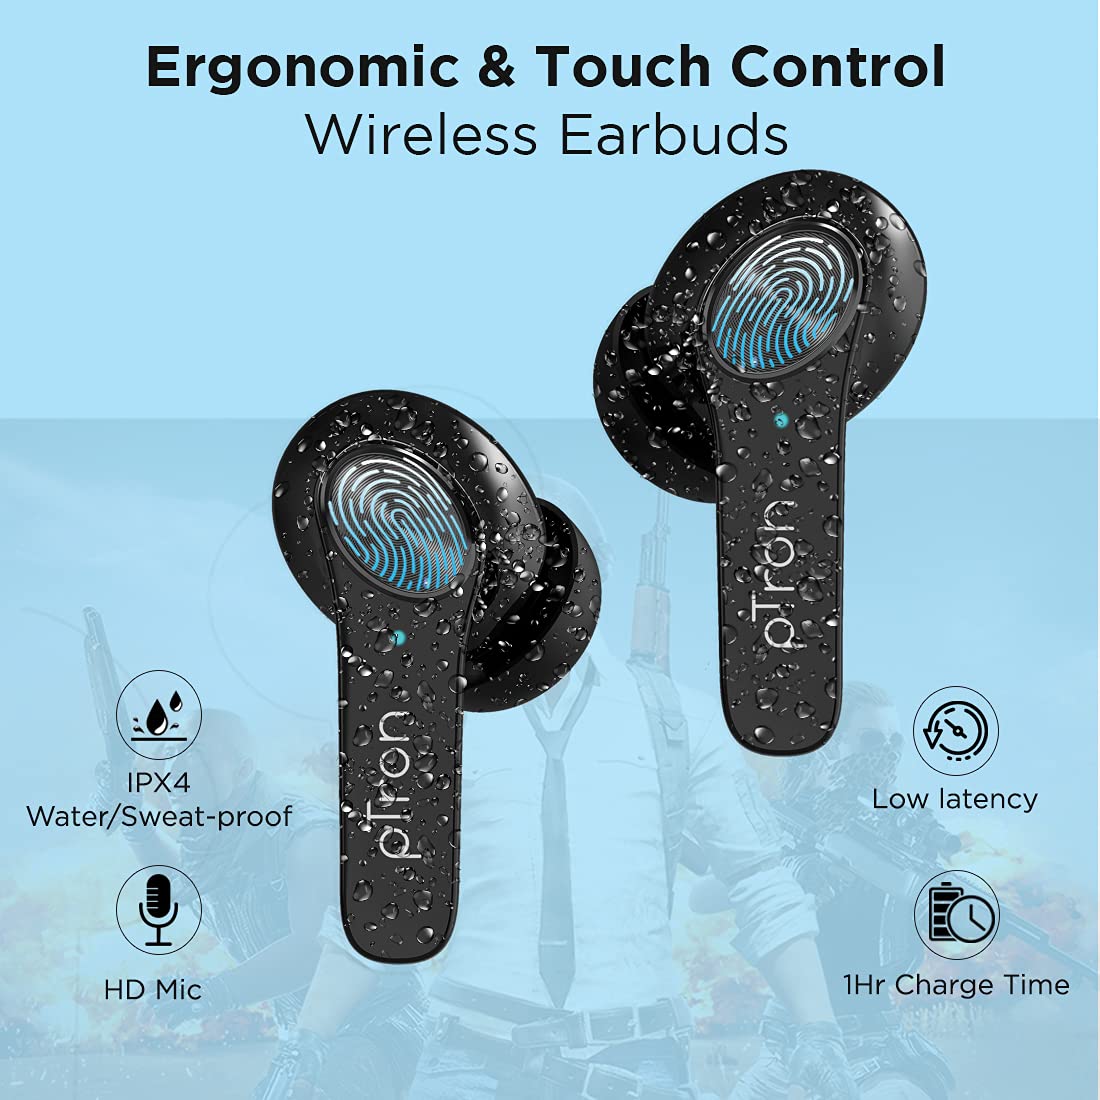 Ergonomic & Touch Control
Wireless Earbuds
pTron
pTron
IPX4
Water/Sweat-proof
Low latency
HD Mic
1Hr Charge Time